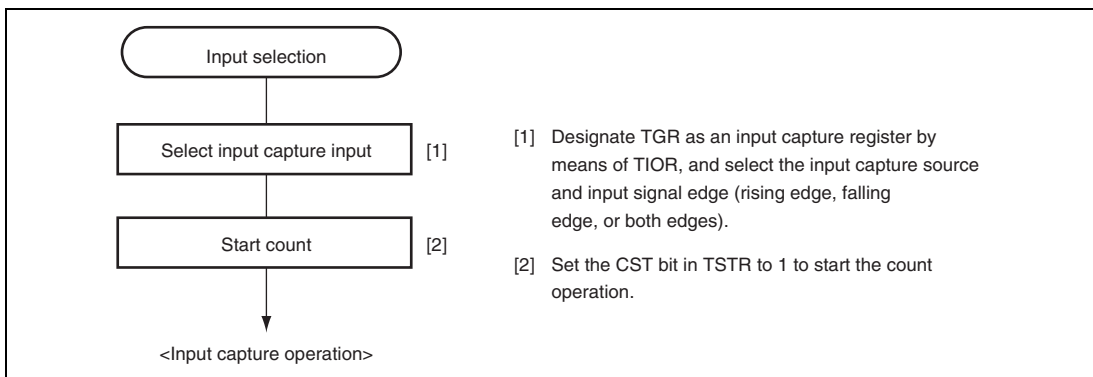 Input selection
Select input capture input
[1]
Start count
[2]
<Input capture operation>
[1] Designate TGR as an input capture register by
means of TIOR, and select the input capture source
and input signal edge (rising edge, falling
edge, or both edges).
[2] Set the CST bit in TSTR to 1 to start the count
operation.